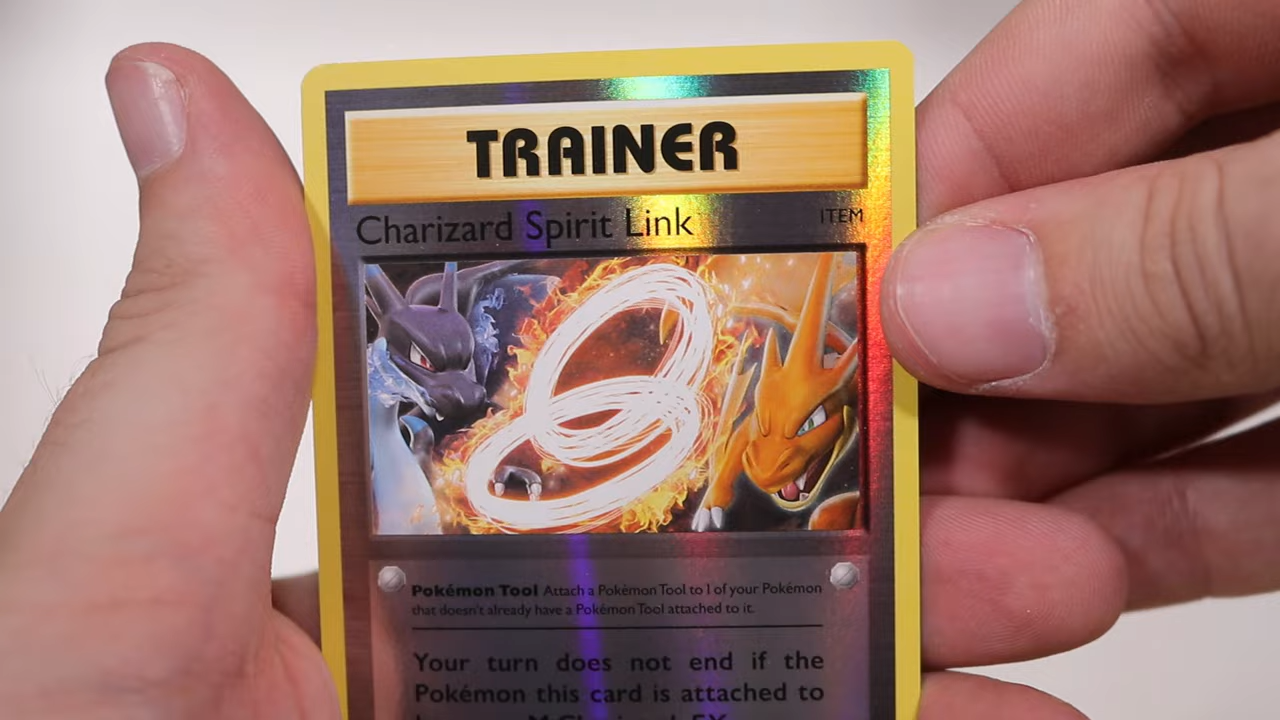 TRAINER
Charizard Spirit Link
ITEM
Pokémon Tool Attach a Pokémon Tool to 1 of your Pokémon
that doesn't already have a Pokémon Tool attached to it.
Your turn does not end if the
Pokémon this card is attached to